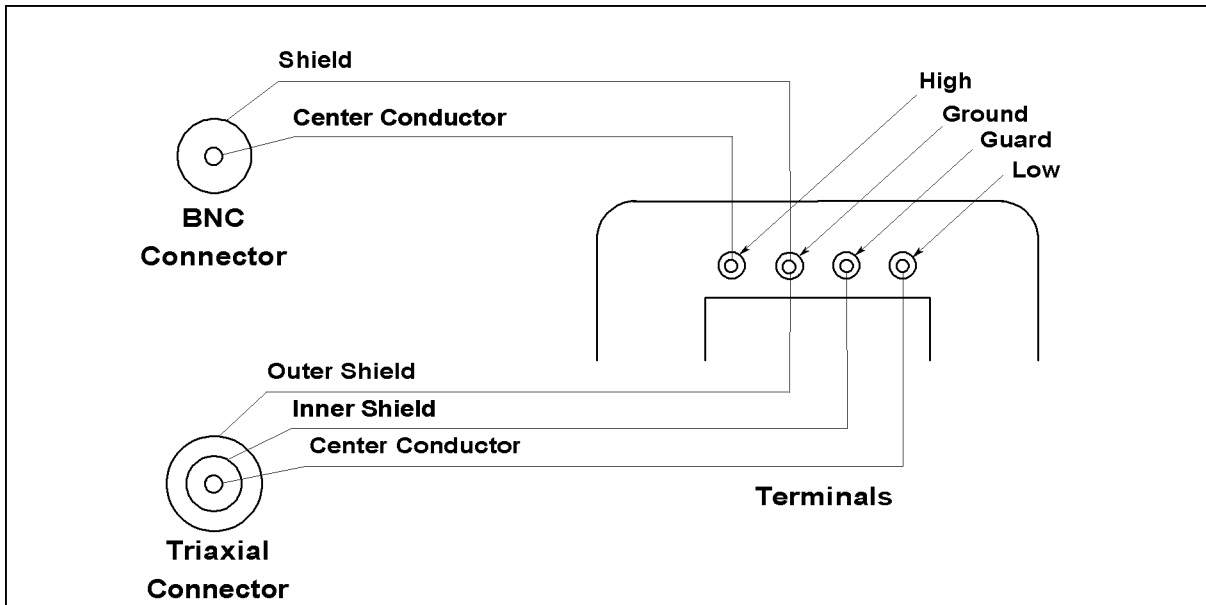 Shield
Center Conductor
BNC
Connector
High
Ground
Guard
Low
Outer Shield
Inner Shield
Center Conductor
Triaxial
Connector
Terminals